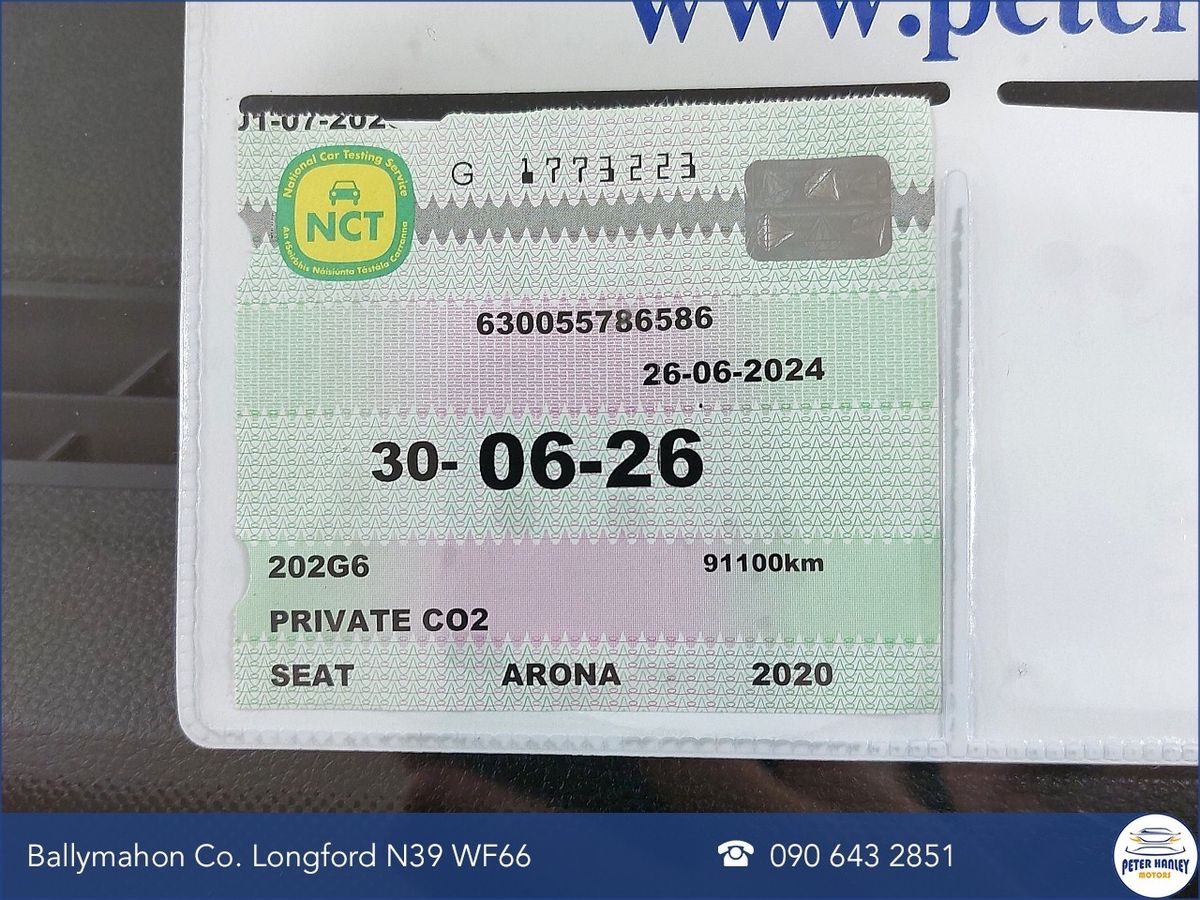 www.peter
01-07-202
National Car Testing Service
NCT
An tSeirbhís Náisiúnta Tástála Carranna
G 1773223
630055786586
26-06-2024
30- 06-26
202G6 91100km
PRIVATE CO2
SEAT ARONA 2020
Ballymahon Co. Longford N39 WF66 ☎ 090 643 2851
PETER HANLEY
MOTORS